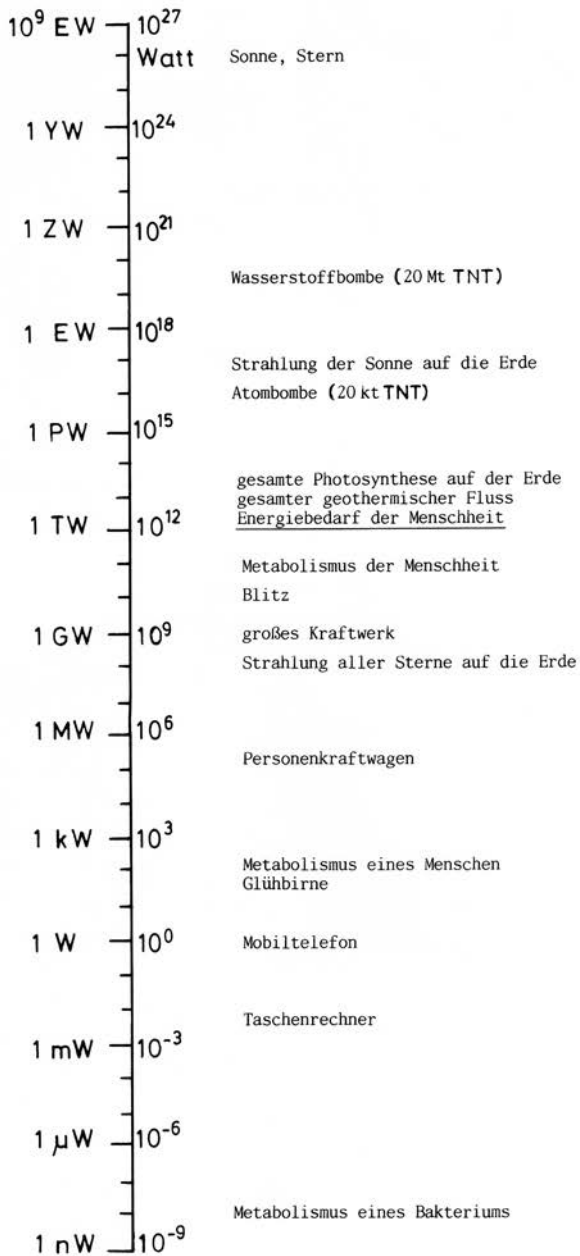 10⁹ EW 10²⁷
Watt Sonne, Stern
1 YW 10²⁴
1 ZW 10²¹
Wasserstoffbombe (20 Mt TNT)
1 EW 10¹⁸
Strahlung der Sonne auf die Erde
Atombombe (20 kt TNT)
1 PW 10¹⁵
gesamte Photosynthese auf der Erde
gesamter geothermischer Fluss
Energiebedarf der Menschheit
1 TW 10¹²
Metabolismus der Menschheit
Blitz
1 GW 10⁹ großes Kraftwerk
Strahlung aller Sterne auf die Erde
1 MW 10⁶
Personenkraftwagen
1 kW 10³
Metabolismus eines Menschen
Glühbirne
1 W 10⁰ Mobiltelefon
Taschenrechner
1 mW 10⁻³
1 µW 10⁻⁶
Metabolismus eines Bakteriums
1 nW 10⁻⁹